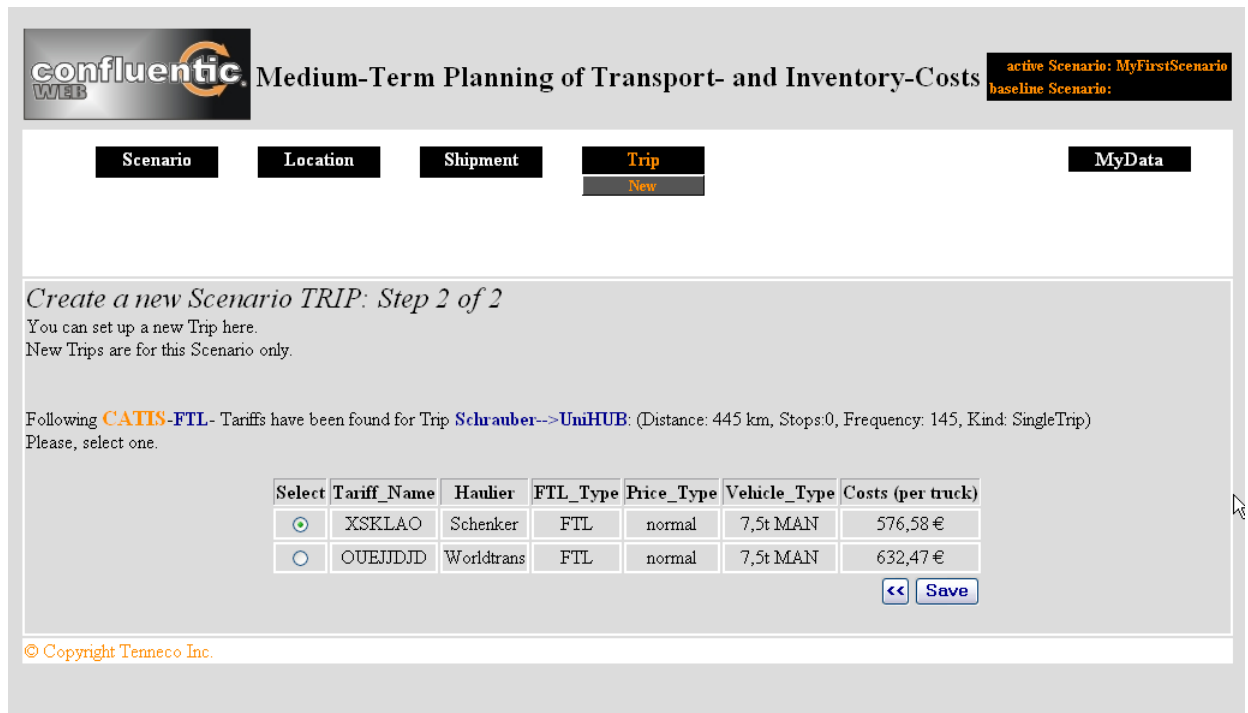 confluentic
WEB
Medium-Term Planning of Transport- and Inventory-Costs
active Scenario: MyFirstScenario
baseline Scenario:
Scenario Location Shipment Trip MyData
New
Create a new Scenario TRIP: Step 2 of 2
You can set up a new Trip here.
New Trips are for this Scenario only.
Following CATIS-FTL- Tariffs have been found for Trip Schrauber-->UniHUB: (Distance: 445 km, Stops:0, Frequency: 145, Kind: SingleTrip)
Please, select one.
Select Tariff_Name Haulier FTL_Type Price_Type Vehicle_Type Costs (per truck)
XSKLAO Schenker FTL normal 7,5t MAN 576,58 €
OUEJJDJD Worldtrans FTL normal 7,5t MAN 632,47 €
<< Save
© Copyright Tenneco Inc.